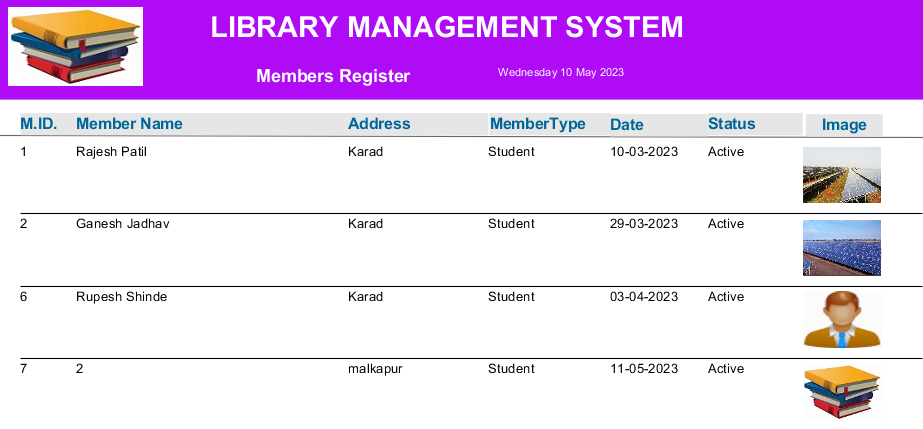 LIBRARY MANAGEMENT SYSTEM
Members Register Wednesday 10 May 2023
M.ID. Member Name Address MemberType Date Status Image
1 Rajesh Patil Karad Student 10-03-2023 Active
2 Ganesh Jadhav Karad Student 29-03-2023 Active
6 Rupesh Shinde Karad Student 03-04-2023 Active
7 2 malkapur Student 11-05-2023 Active